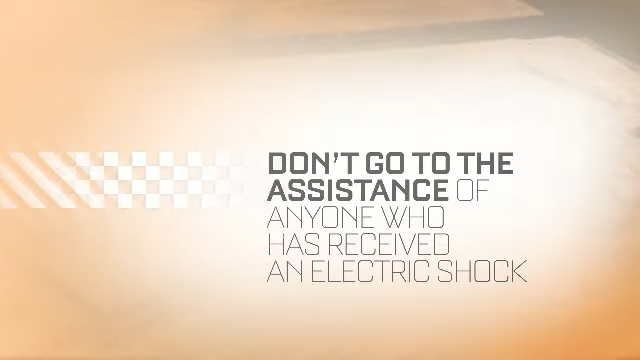 DON'T GO TO THE
ASSISTANCE OF
ANYONE WHO
HAS RECEIVED
AN ELECTRIC SHOCK